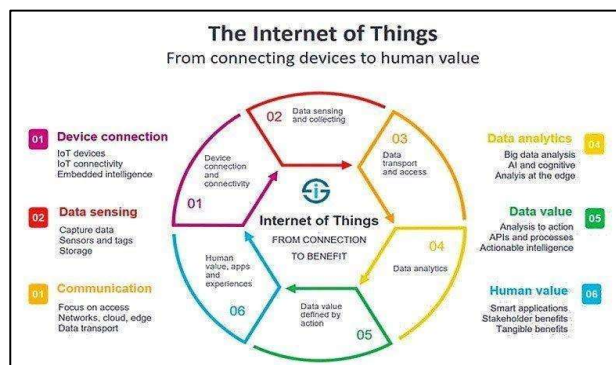 The Internet of Things
From connecting devices to human value
01
Device connection
IoT devices
IoT connectivity
Embedded intelligence
02
Data sensing
Capture data
Sensors and tags
Storage
01
Communication
Focus on access
Networks, cloud, edge
Data transport
02
Data sensing
and collecting
03
Data
transport
and access
Device
connection
and
connectivity
01
Internet of Things
FROM CONNECTION
TO BENEFIT
04
Data analytics
Human
value, apps
and
experiences
06
Data value
defined by
action
05
Data analytics
04
Big data analysis
AI and cognitive
Analyis at the edge
Data value
05
Analysis to action
APIs and processes
Actionable intelligence
Human value
06
Smart applications
Stakeholder benefits
Tangible benefits